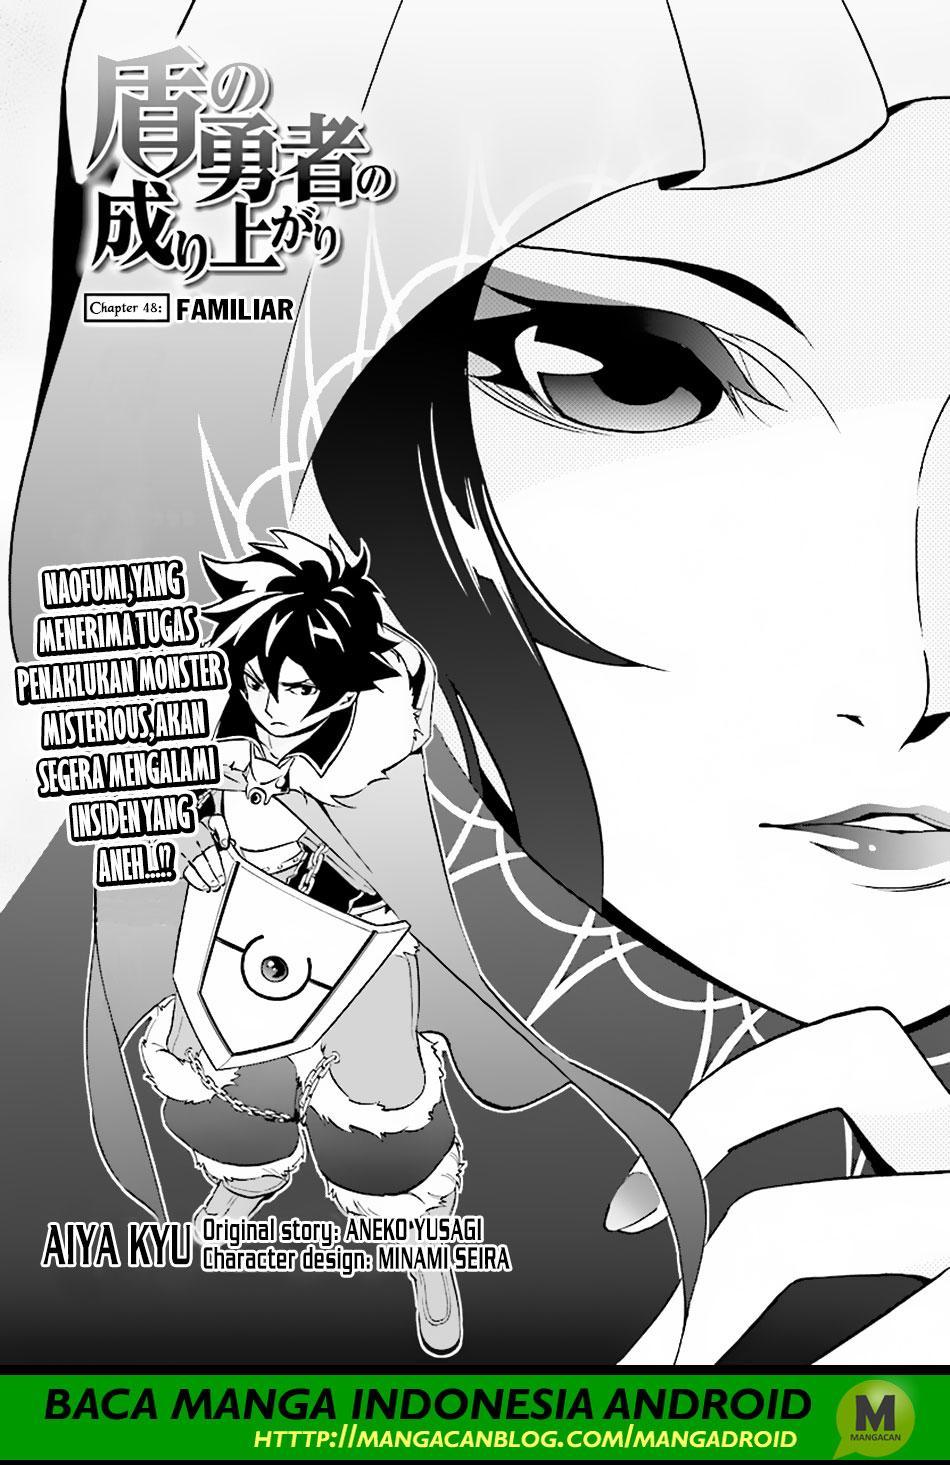 盾の勇者の
成り上がり
Chapter 48: FAMILIAR
NAOFUMI,YANG
MENERIMA TUGAS
PENAKLUKAN MONSTER
MISTERIOUS,AKAN
SEGERA MENGALAMI
INSIDEN YANG
ANEH...!?
AIYA KYU
Original story: ANEKO YUSAGI
Character design: MINAMI SEIRA
BACA MANGA INDONESIA ANDROID
HTTTP://MANGACANBLOG.COM/MANGADROID
M
MANGACAN